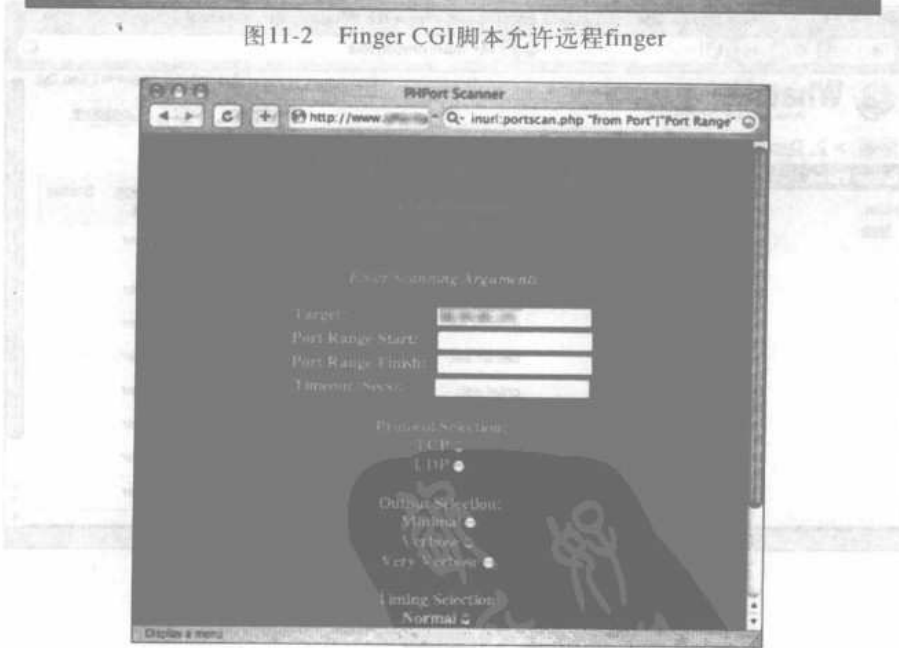 图11-2 Finger CGI脚本允许远程finger
What
PHPort Scanner
http://www. inurl:portscan.php "from Port"|"Port Range"
Enter Scanning Arguments
Target:
Port Range Start:
Port Range Finish:
Timeout (Secs):
Protocol Selection:
TCP
UDP
Output Selection:
Minimal
Verbose
Very Verbose
Timing Selection:
Normal
Display a menu